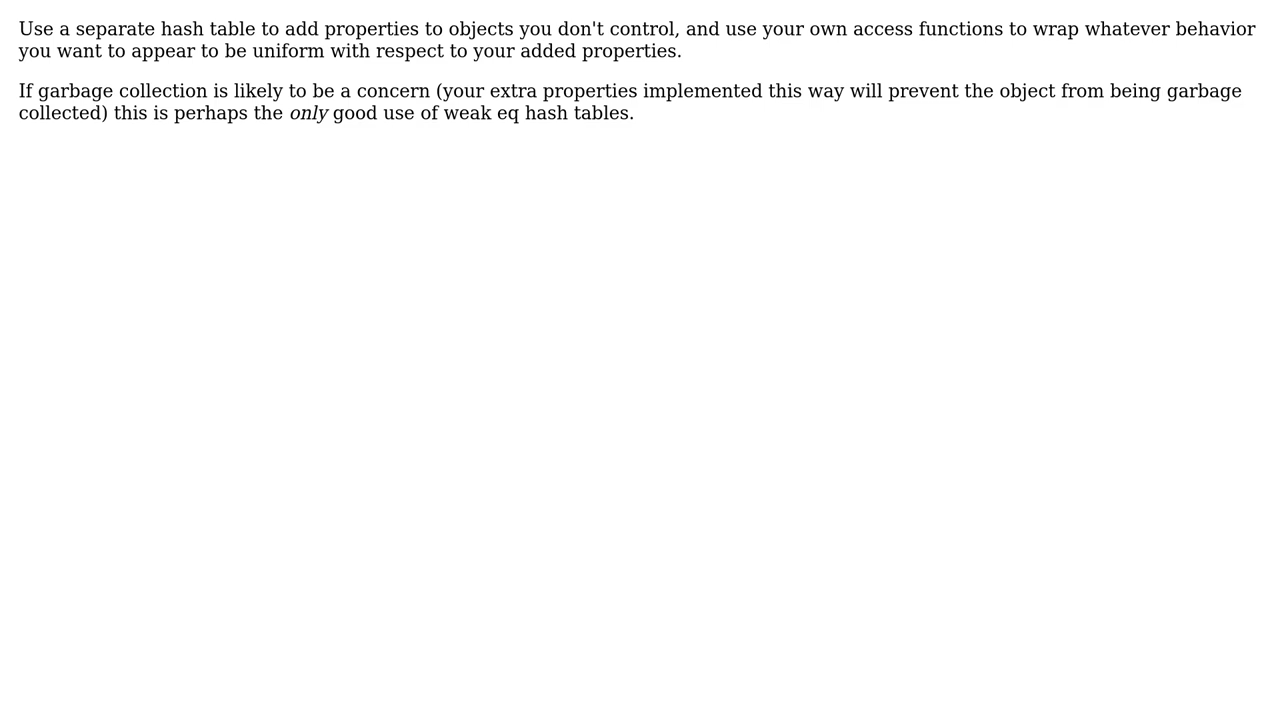 Use a separate hash table to add properties to objects you don't control, and use your own access functions to wrap whatever behavior
you want to appear to be uniform with respect to your added properties.
If garbage collection is likely to be a concern (your extra properties implemented this way will prevent the object from being garbage
collected) this is perhaps the only good use of weak eq hash tables.